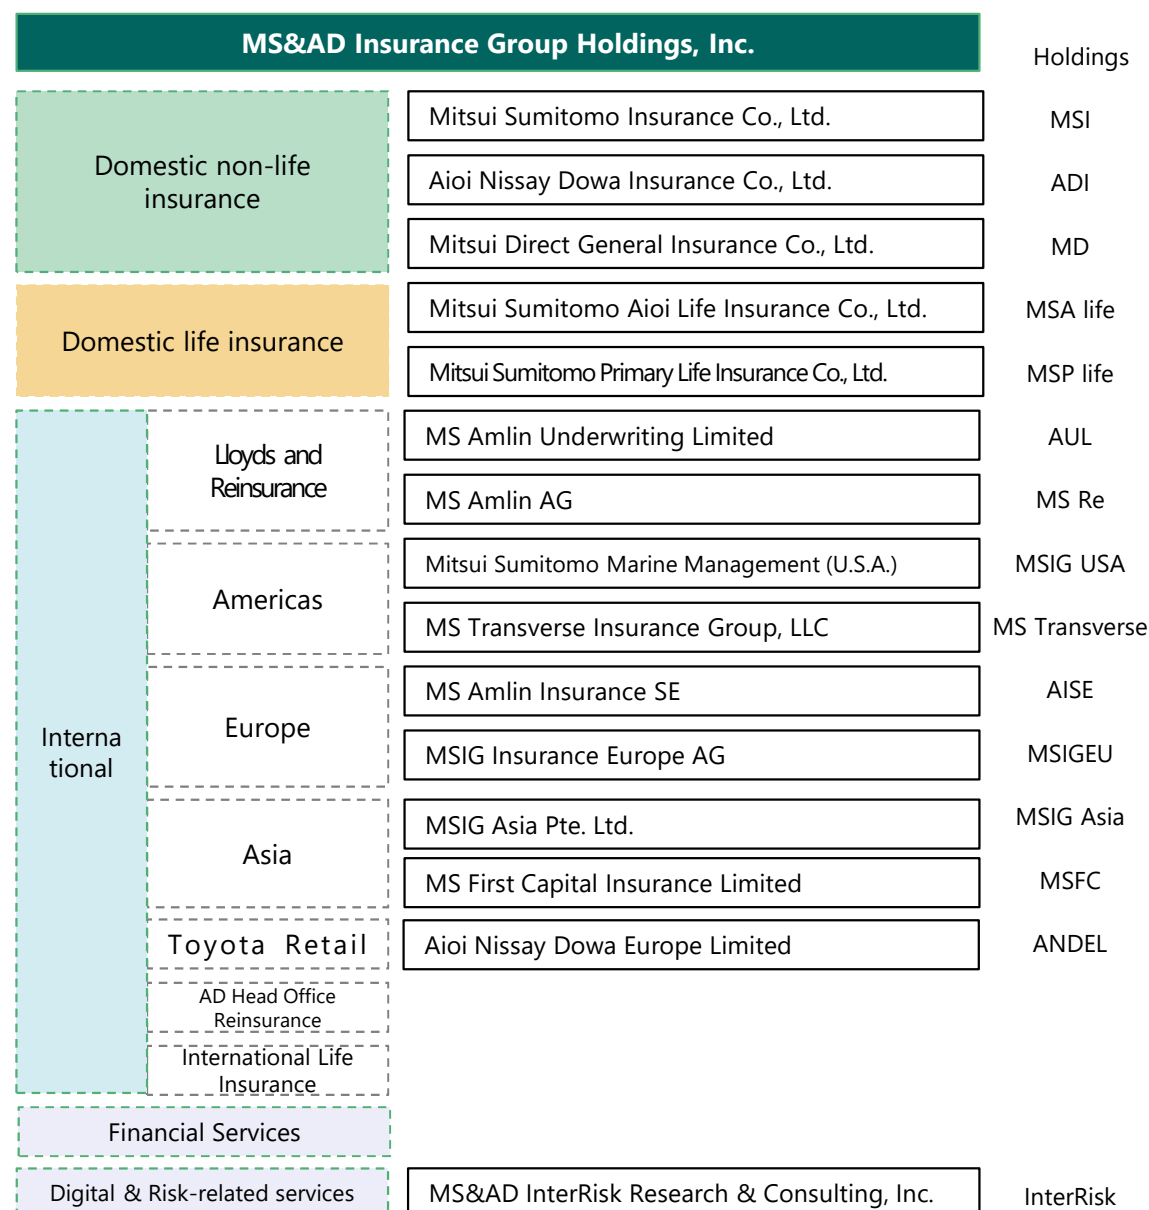 MS&AD Insurance Group Holdings, Inc.
Holdings
Domestic non-life
insurance
Mitsui Sumitomo Insurance Co., Ltd.
MSI
Aioi Nissay Dowa Insurance Co., Ltd.
ADI
Mitsui Direct General Insurance Co., Ltd.
MD
Domestic life insurance
Mitsui Sumitomo Aioi Life Insurance Co., Ltd.
MSA life
Mitsui Sumitomo Primary Life Insurance Co., Ltd.
MSP life
Interna
tional
Lloyds and
Reinsurance
MS Amlin Underwriting Limited
AUL
MS Amlin AG
MS Re
Americas
Mitsui Sumitomo Marine Management (U.S.A.)
MSIG USA
MS Transverse Insurance Group, LLC
MS Transverse
Europe
MS Amlin Insurance SE
AISE
MSIG Insurance Europe AG
MSIGEU
Asia
MSIG Asia Pte. Ltd.
MSIG Asia
MS First Capital Insurance Limited
MSFC
Toyota Retail
Aioi Nissay Dowa Europe Limited
ANDEL
AD Head Office
Reinsurance
International Life
Insurance
Financial Services
Digital & Risk-related services
MS&AD InterRisk Research & Consulting, Inc.
InterRisk